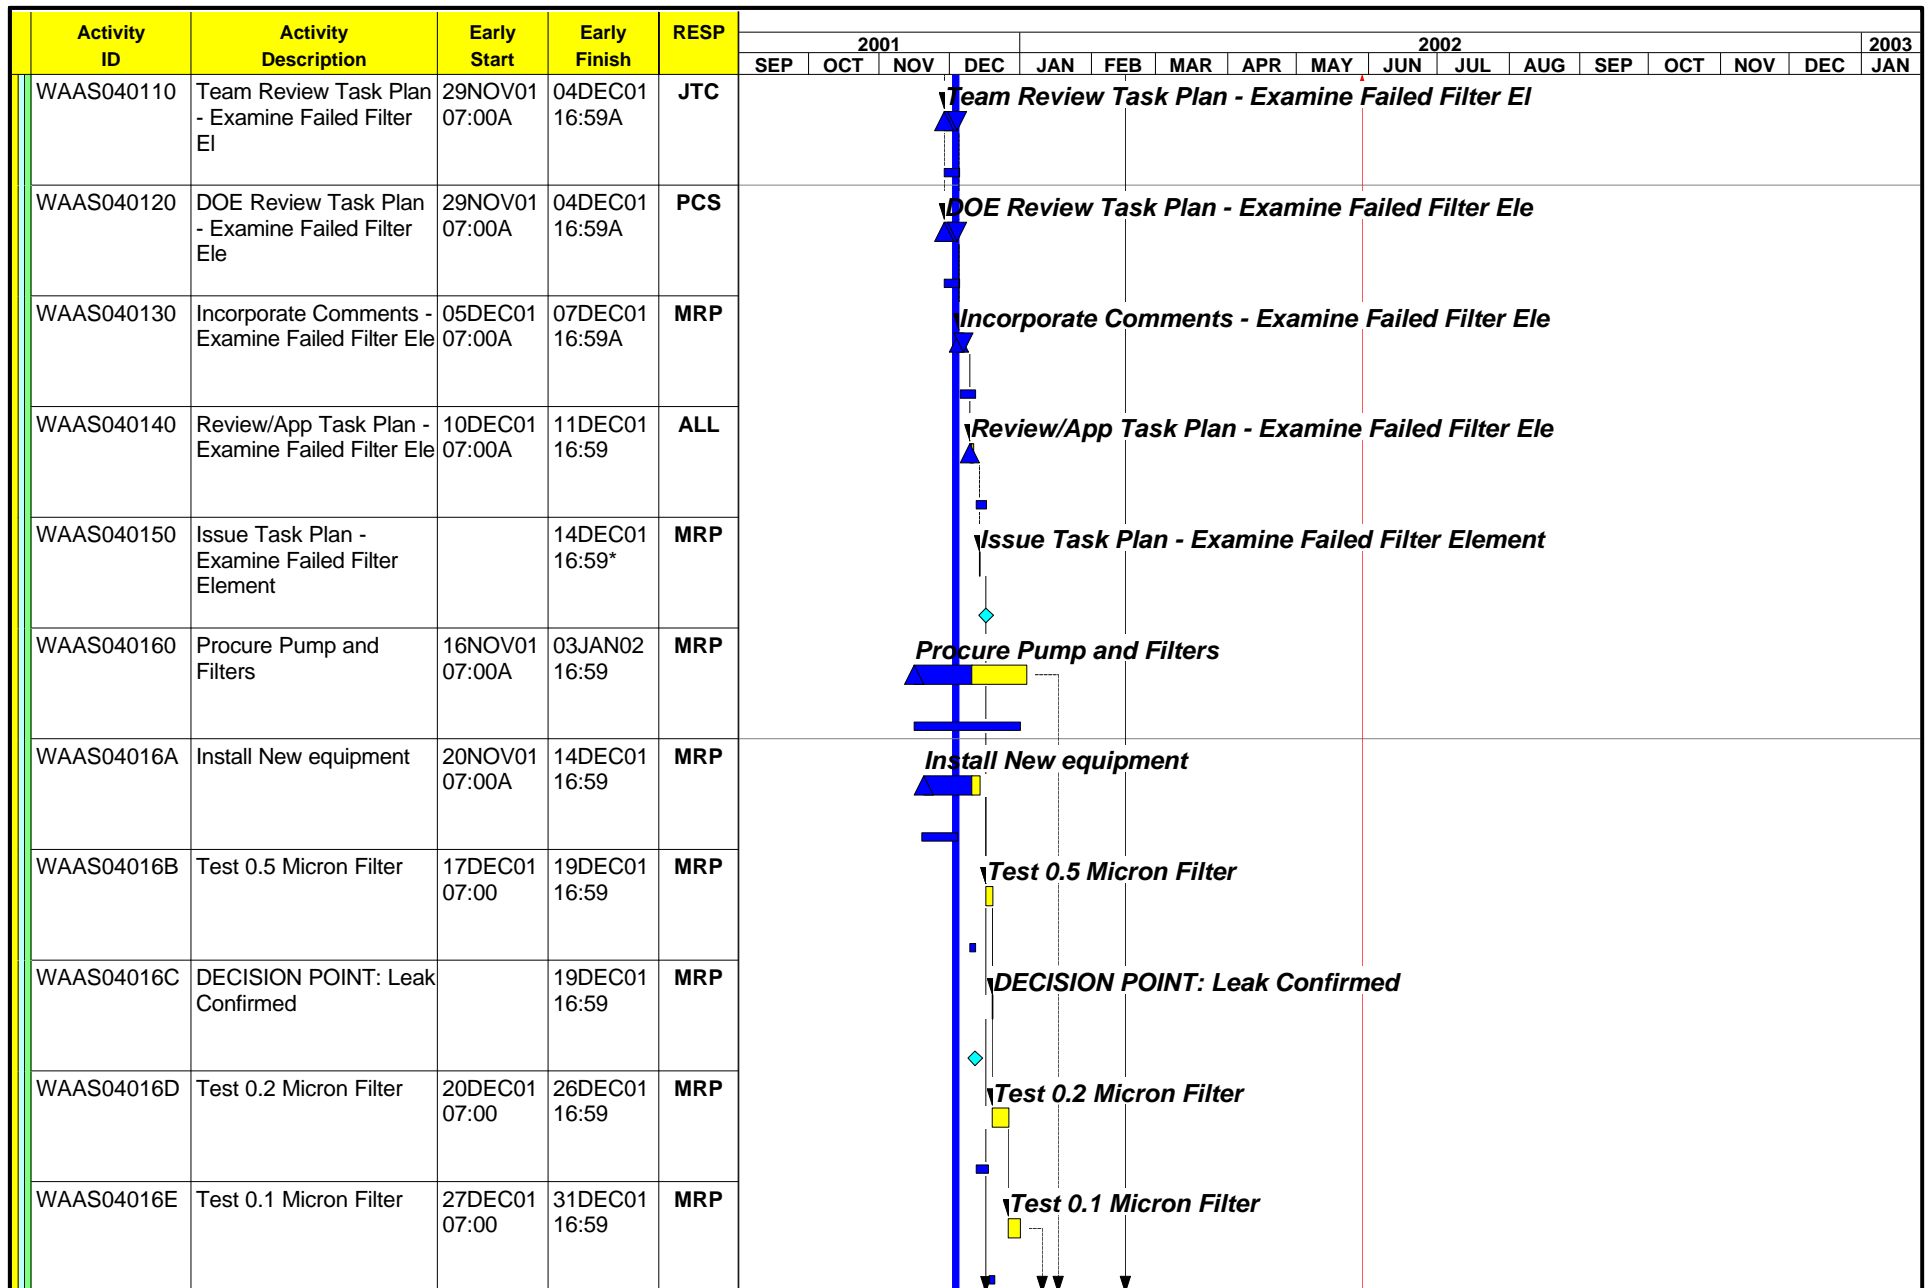 Activity ID Activity Description Early Start Early Finish RESP
2001 2002 2003
SEP OCT NOV DEC JAN FEB MAR APR MAY JUN JUL AUG SEP OCT NOV DEC JAN
WAAS040110 Team Review Task Plan 29NOV01 04DEC01 JTC
- Examine Failed Filter 07:00A 16:59A
El
Team Review Task Plan - Examine Failed Filter El
WAAS040120 DOE Review Task Plan 29NOV01 04DEC01 PCS
- Examine Failed Filter 07:00A 16:59A
Ele
DOE Review Task Plan - Examine Failed Filter Ele
WAAS040130 Incorporate Comments - 05DEC01 07DEC01 MRP
Examine Failed Filter Ele 07:00A 16:59A
Incorporate Comments - Examine Failed Filter Ele
WAAS040140 Review/App Task Plan - 10DEC01 11DEC01 ALL
Examine Failed Filter Ele 07:00A 16:59
Review/App Task Plan - Examine Failed Filter Ele
WAAS040150 Issue Task Plan - 14DEC01 MRP
Examine Failed Filter 16:59*
Element
Issue Task Plan - Examine Failed Filter Element
WAAS040160 Procure Pump and 16NOV01 03JAN02 MRP
Filters 07:00A 16:59
Procure Pump and Filters
WAAS04016A Install New equipment 20NOV01 14DEC01 MRP
07:00A 16:59
Install New equipment
WAAS04016B Test 0.5 Micron Filter 17DEC01 19DEC01 MRP
07:00 16:59
Test 0.5 Micron Filter
WAAS04016C DECISION POINT: Leak 19DEC01 MRP
Confirmed 16:59
DECISION POINT: Leak Confirmed
WAAS04016D Test 0.2 Micron Filter 20DEC01 26DEC01 MRP
07:00 16:59
Test 0.2 Micron Filter
WAAS04016E Test 0.1 Micron Filter 27DEC01 31DEC01 MRP
07:00 16:59
Test 0.1 Micron Filter